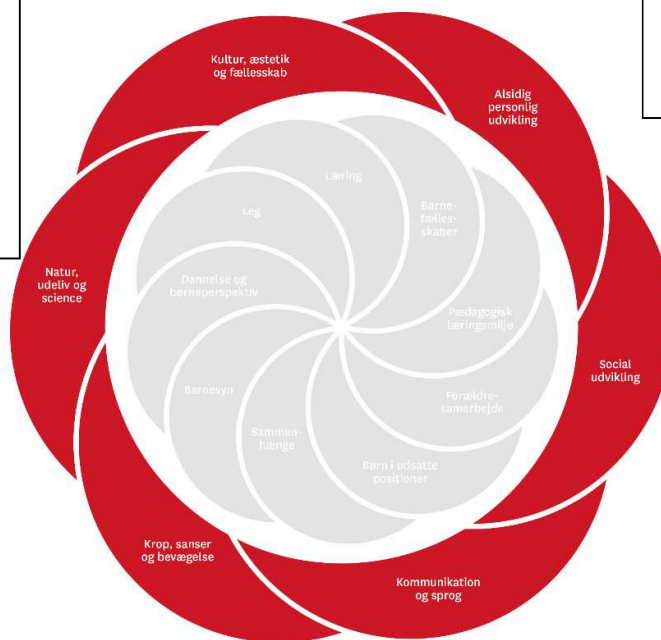 Kultur, æstetik
og fællesskab
Alsidig
personlig
udvikling
Social
udvikling
Kommunikation
og sprog
Krop, sanser
og bevægelse
Natur,
udeliv og
science
Læring
Børne-
fælles-
skaber
Pædagogisk
læringsmiljø
Forældre-
samarbejde
Børn i udsatte
positioner
Sammen-
hænge
Barnesyn
Dannelse og
børneperspektiv
Leg